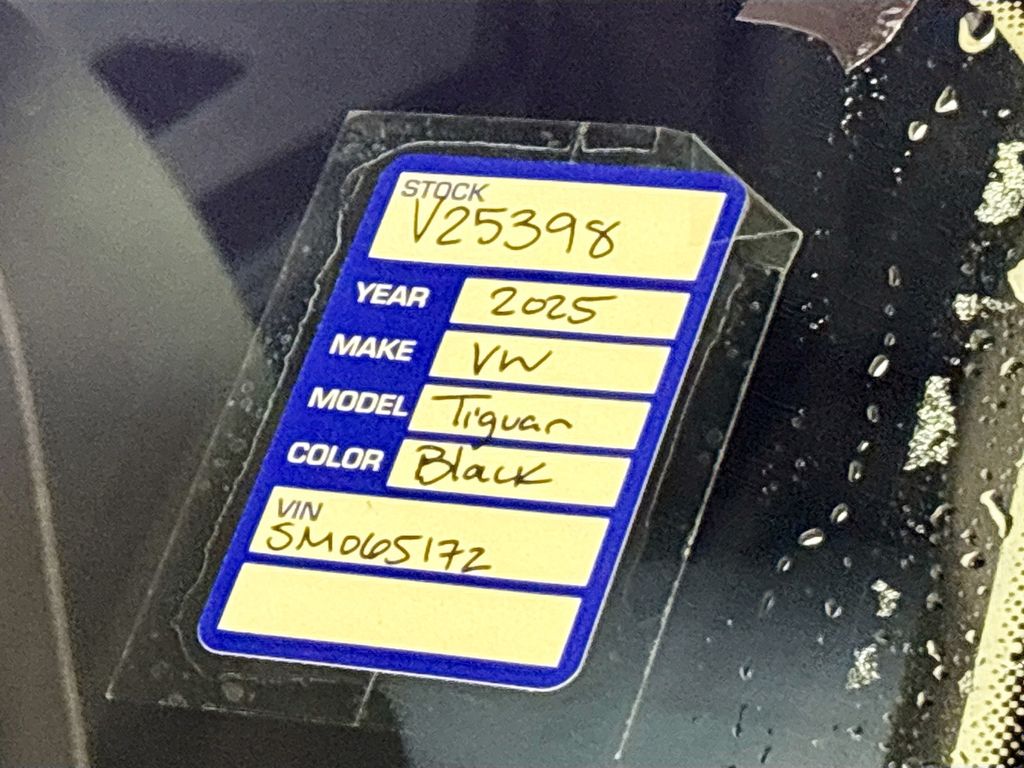 STOCK
V25398
YEAR 2025
MAKE VW
MODEL Tiguan
COLOR Black
VIN
SM065172